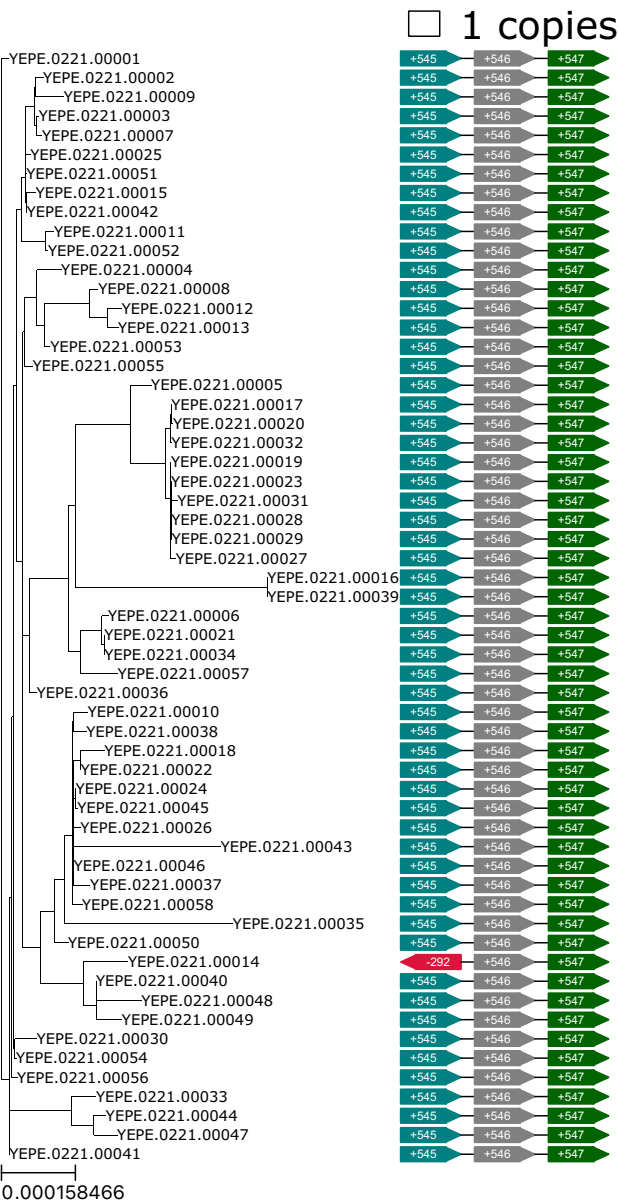 1 copies
YEPE.0221.00001 +545 +546 +547
YEPE.0221.00002 +545 +546 +547
YEPE.0221.00009 +545 +546 +547
YEPE.0221.00003 +545 +546 +547
YEPE.0221.00007 +545 +546 +547
YEPE.0221.00025 +545 +546 +547
YEPE.0221.00051 +545 +546 +547
YEPE.0221.00015 +545 +546 +547
YEPE.0221.00042 +545 +546 +547
YEPE.0221.00011 +545 +546 +547
YEPE.0221.00052 +545 +546 +547
YEPE.0221.00004 +545 +546 +547
YEPE.0221.00008 +545 +546 +547
YEPE.0221.00012 +545 +546 +547
YEPE.0221.00013 +545 +546 +547
YEPE.0221.00053 +545 +546 +547
YEPE.0221.00055 +545 +546 +547
YEPE.0221.00005 +545 +546 +547
YEPE.0221.00017 +545 +546 +547
YEPE.0221.00020 +545 +546 +547
YEPE.0221.00032 +545 +546 +547
YEPE.0221.00019 +545 +546 +547
YEPE.0221.00023 +545 +546 +547
YEPE.0221.00031 +545 +546 +547
YEPE.0221.00028 +545 +546 +547
YEPE.0221.00029 +545 +546 +547
YEPE.0221.00027 +545 +546 +547
YEPE.0221.00016 +545 +546 +547
YEPE.0221.00039 +545 +546 +547
YEPE.0221.00006 +545 +546 +547
YEPE.0221.00021 +545 +546 +547
YEPE.0221.00034 +545 +546 +547
YEPE.0221.00057 +545 +546 +547
YEPE.0221.00036 +545 +546 +547
YEPE.0221.00010 +545 +546 +547
YEPE.0221.00038 +545 +546 +547
YEPE.0221.00018 +545 +546 +547
YEPE.0221.00022 +545 +546 +547
YEPE.0221.00024 +545 +546 +547
YEPE.0221.00045 +545 +546 +547
YEPE.0221.00026 +545 +546 +547
YEPE.0221.00043 +545 +546 +547
YEPE.0221.00046 +545 +546 +547
YEPE.0221.00037 +545 +546 +547
YEPE.0221.00058 +545 +546 +547
YEPE.0221.00035 +545 +546 +547
YEPE.0221.00050 +545 +546 +547
YEPE.0221.00014 -292 +546 +547
YEPE.0221.00040 +545 +546 +547
YEPE.0221.00048 +545 +546 +547
YEPE.0221.00049 +545 +546 +547
YEPE.0221.00030 +545 +546 +547
YEPE.0221.00054 +545 +546 +547
YEPE.0221.00056 +545 +546 +547
YEPE.0221.00033 +545 +546 +547
YEPE.0221.00044 +545 +546 +547
YEPE.0221.00047 +545 +546 +547
YEPE.0221.00041 +545 +546 +547
0.000158466